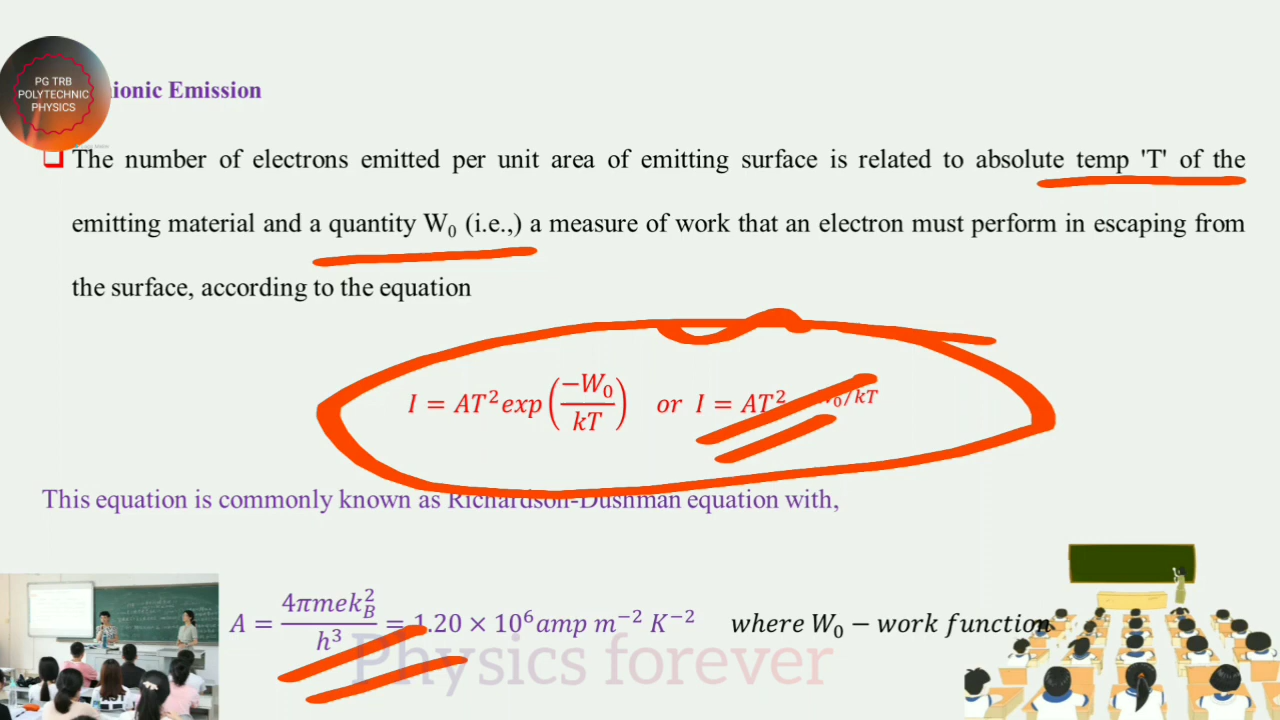 PG TRB
POLYTECHNIC
PHYSICS
ionic Emission
The number of electrons emitted per unit area of emitting surface is related to absolute temp 'T' of the
emitting material and a quantity W₀ (i.e.,) a measure of work that an electron must perform in escaping from
the surface, according to the equation
I = AT² exp(−W₀/kT) or I = AT² W₀/kT
This equation is commonly known as Richardson-Dushman equation with,
A = 4πmek_B²/h³ = 1.20 × 10⁶ amp m⁻² K⁻² where W₀ − work function
Physics forever